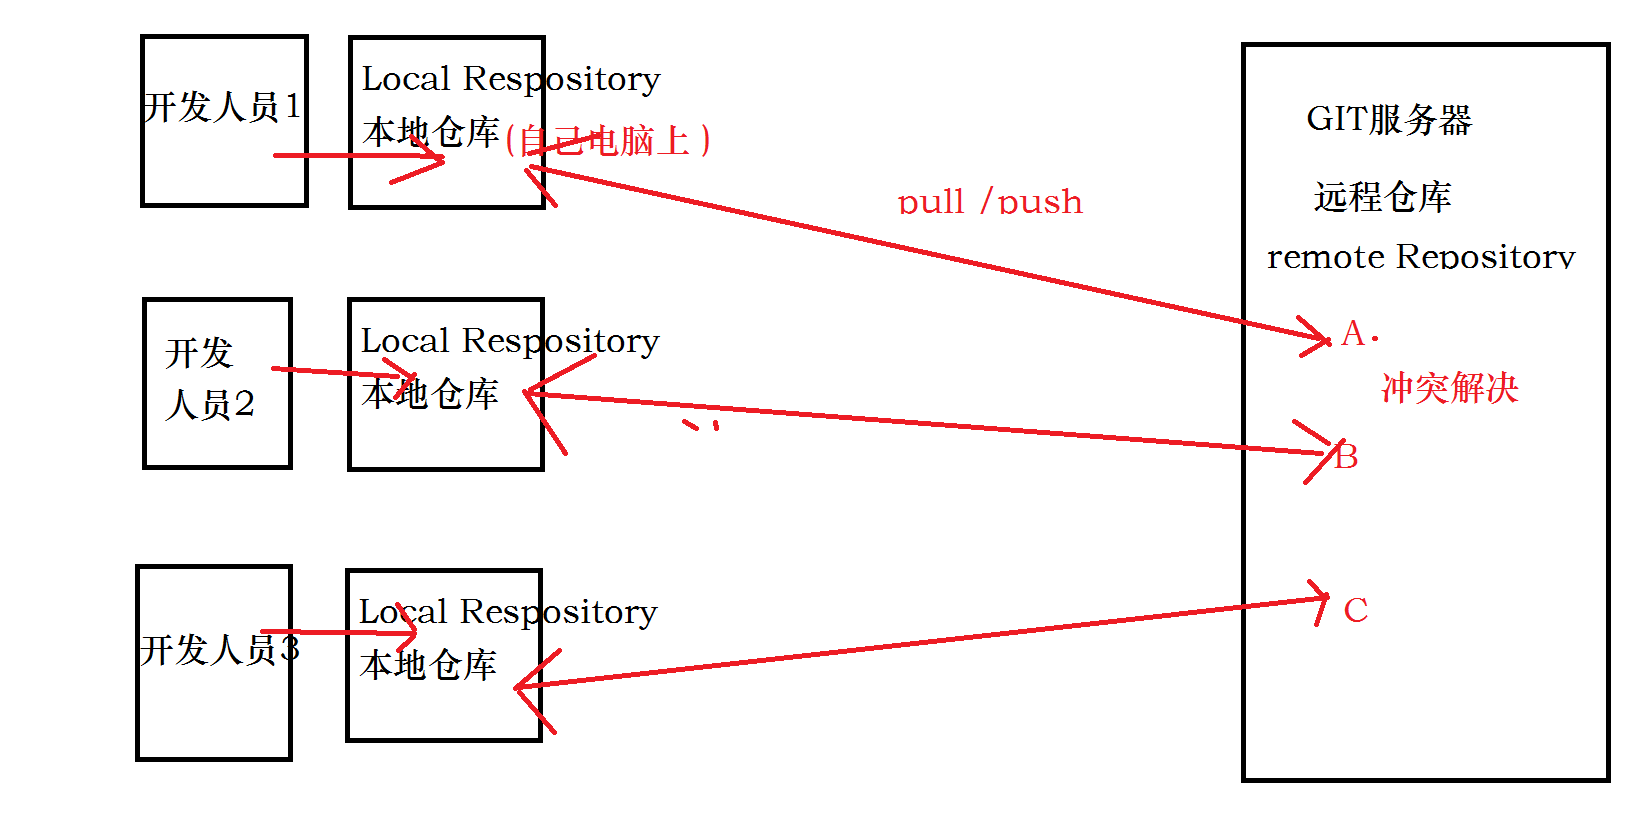 开发人员1
Local Respository
本地仓库
(自己电脑上)
pull /push
GIT服务器
远程仓库
remote Repository
A.
冲突解决
开发
人员2
Local Respository
本地仓库
B
开发人员3
Local Respository
本地仓库
C